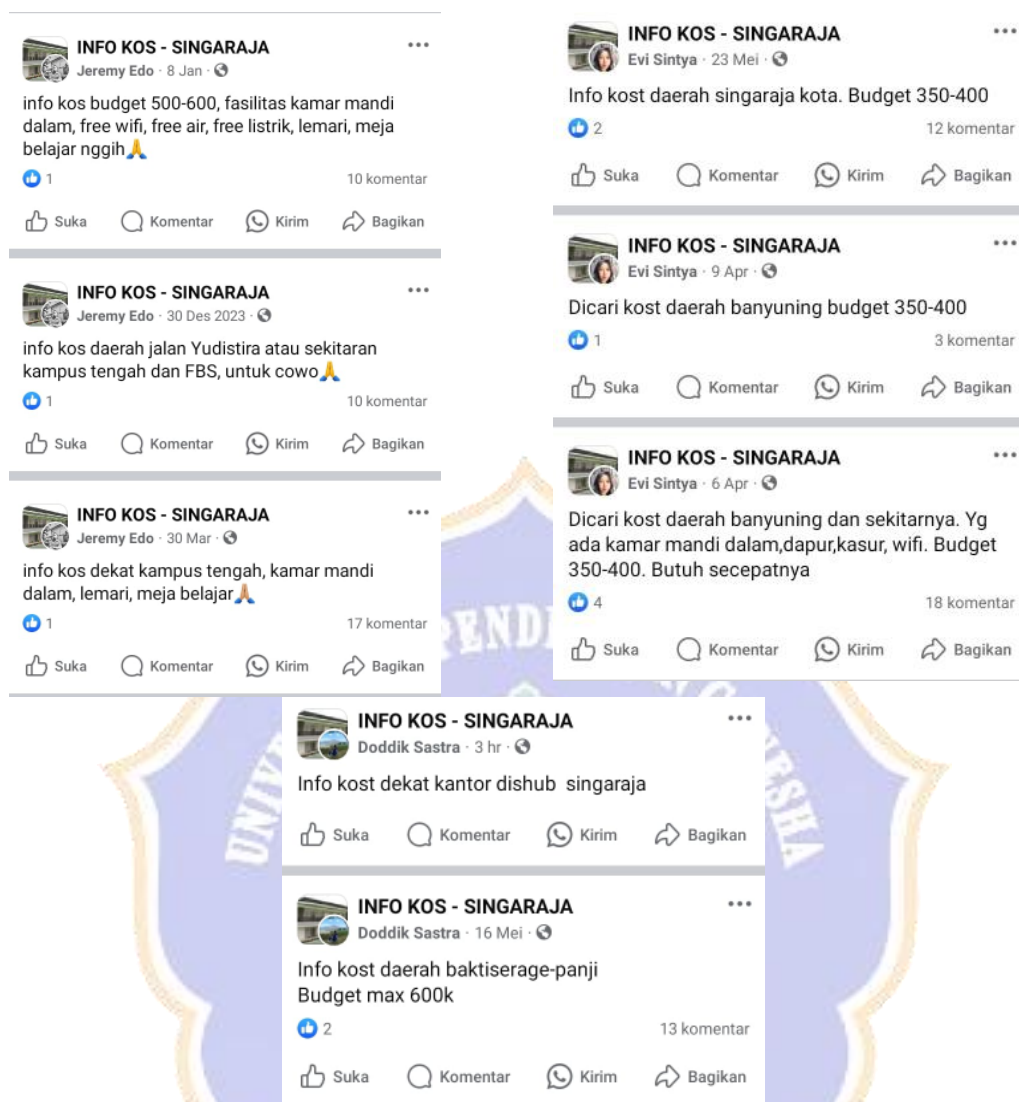 INFO KOS - SINGARAJA
Jeremy Edo · 8 Jan ·
info kos budget 500-600, fasilitas kamar mandi
dalam, free wifi, free air, free listrik, lemari, meja
belajar nggih🙏
1
10 komentar
Suka Komentar Kirim Bagikan
INFO KOS - SINGARAJA
Jeremy Edo · 30 Des 2023 ·
info kos daerah jalan Yudistira atau sekitaran
kampus tengah dan FBS, untuk cowo🙏
1
10 komentar
Suka Komentar Kirim Bagikan
INFO KOS - SINGARAJA
Jeremy Edo · 30 Mar ·
info kos dekat kampus tengah, kamar mandi
dalam, lemari, meja belajar🙏🏽
1
17 komentar
Suka Komentar Kirim Bagikan
INFO KOS - SINGARAJA
Evi Sintya · 23 Mei ·
Info kost daerah singaraja kota. Budget 350-400
2
12 komentar
Suka Komentar Kirim Bagikan
INFO KOS - SINGARAJA
Evi Sintya · 9 Apr ·
Dicari kost daerah banyuning budget 350-400
1
3 komentar
Suka Komentar Kirim Bagikan
INFO KOS - SINGARAJA
Evi Sintya · 6 Apr ·
Dicari kost daerah banyuning dan sekitarnya. Yg
ada kamar mandi dalam,dapur,kasur, wifi. Budget
350-400. Butuh secepatnya
4
18 komentar
Suka Komentar Kirim Bagikan
INFO KOS - SINGARAJA
Doddik Sastra · 3 hr ·
Info kost dekat kantor dishub singaraja
Suka Komentar Kirim Bagikan
INFO KOS - SINGARAJA
Doddik Sastra · 16 Mei ·
Info kost daerah baktiserage-panji
Budget max 600k
2
13 komentar
Suka Komentar Kirim Bagikan